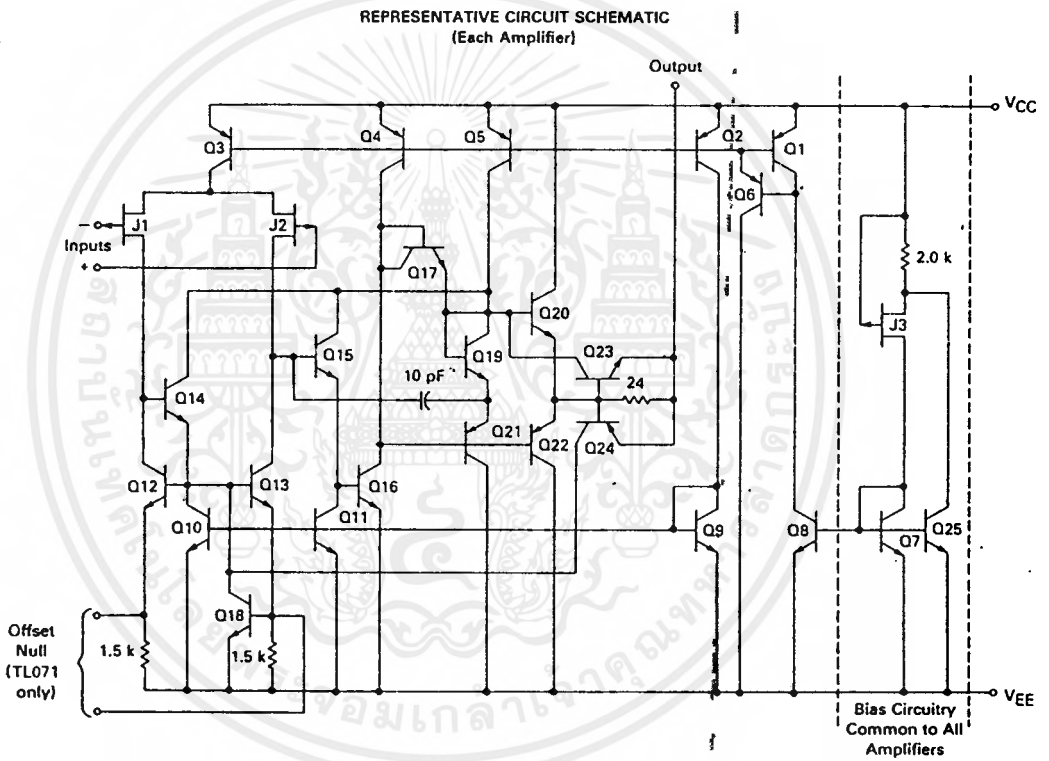 REPRESENTATIVE CIRCUIT SCHEMATIC
(Each Amplifier)
Output
VCC
Q3
Q4
Q5
Q2
Q1
Q6
J1
J2
−
Inputs
+
Q17
2.0 k
J3
Q15
Q20
Q19
Q23
10 pF
24
Q14
Q21
Q22
Q24
Q12
Q13
Q16
Q10
Q11
Q9
Q8
Q7
Q25
Q18
Offset
Null
(TL071
only)
1.5 k
1.5 k
VEE
Bias Circuitry
Common to All
Amplifiers